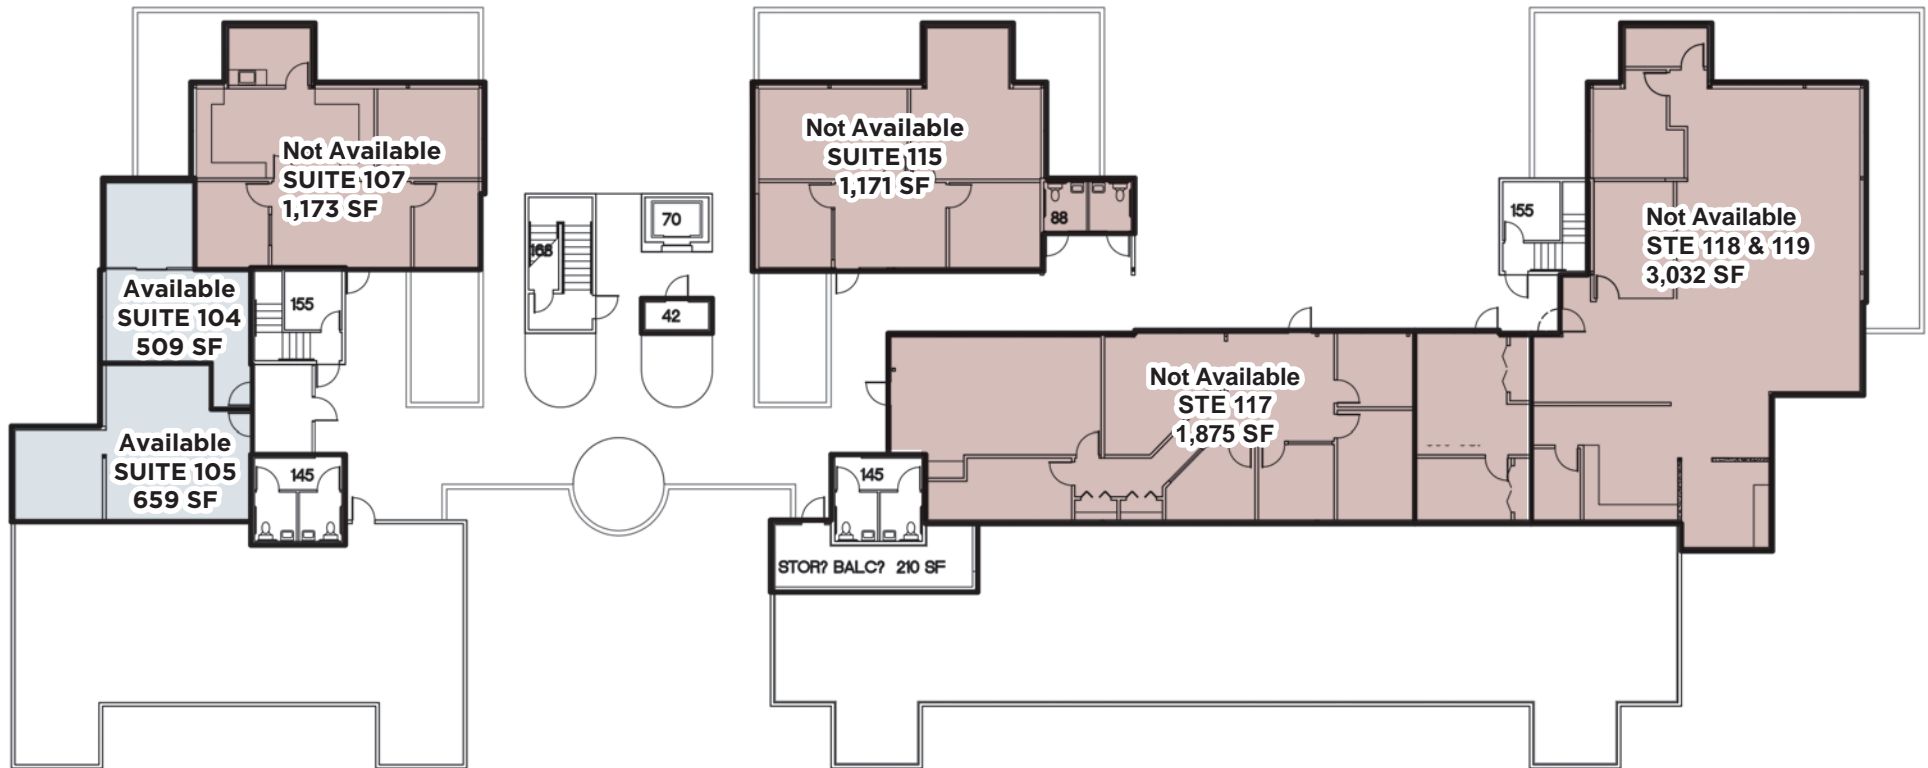 Not Available
SUITE 107
1,173 SF
Not Available
SUITE 115
1,171 SF
88
70
155
Not Available
STE 118 & 119
3,032 SF
Available
SUITE 104
509 SF
155
42
Not Available
STE 117
1,875 SF
Available
SUITE 105
659 SF
145
145
STOR? BALC? 210 SF